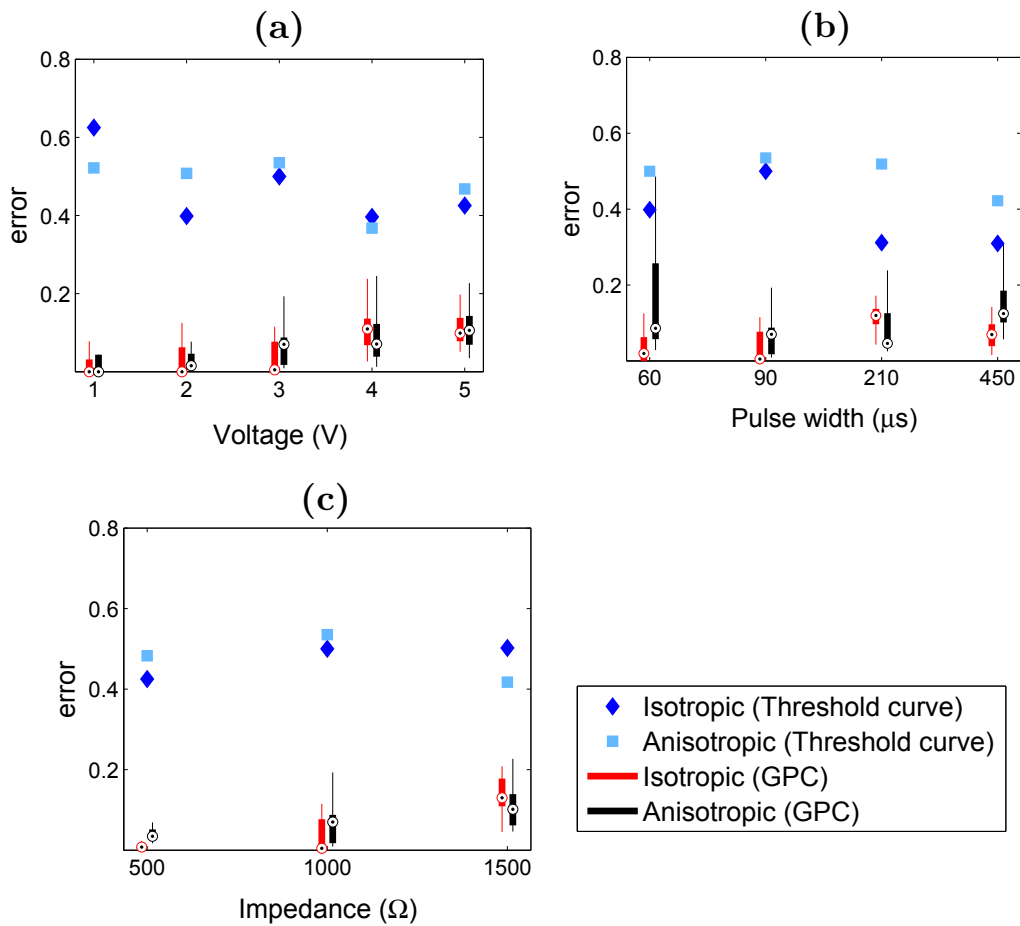 (a)
0.8
0.6
0.4
0.2
error
1 2 3 4 5
Voltage (V)
(b)
0.8
0.6
0.4
0.2
error
60 90 210 450
Pulse width (μs)
(c)
0.8
0.6
0.4
0.2
error
500 1000 1500
Impedance (Ω)
Isotropic (Threshold curve)
Anisotropic (Threshold curve)
Isotropic (GPC)
Anisotropic (GPC)